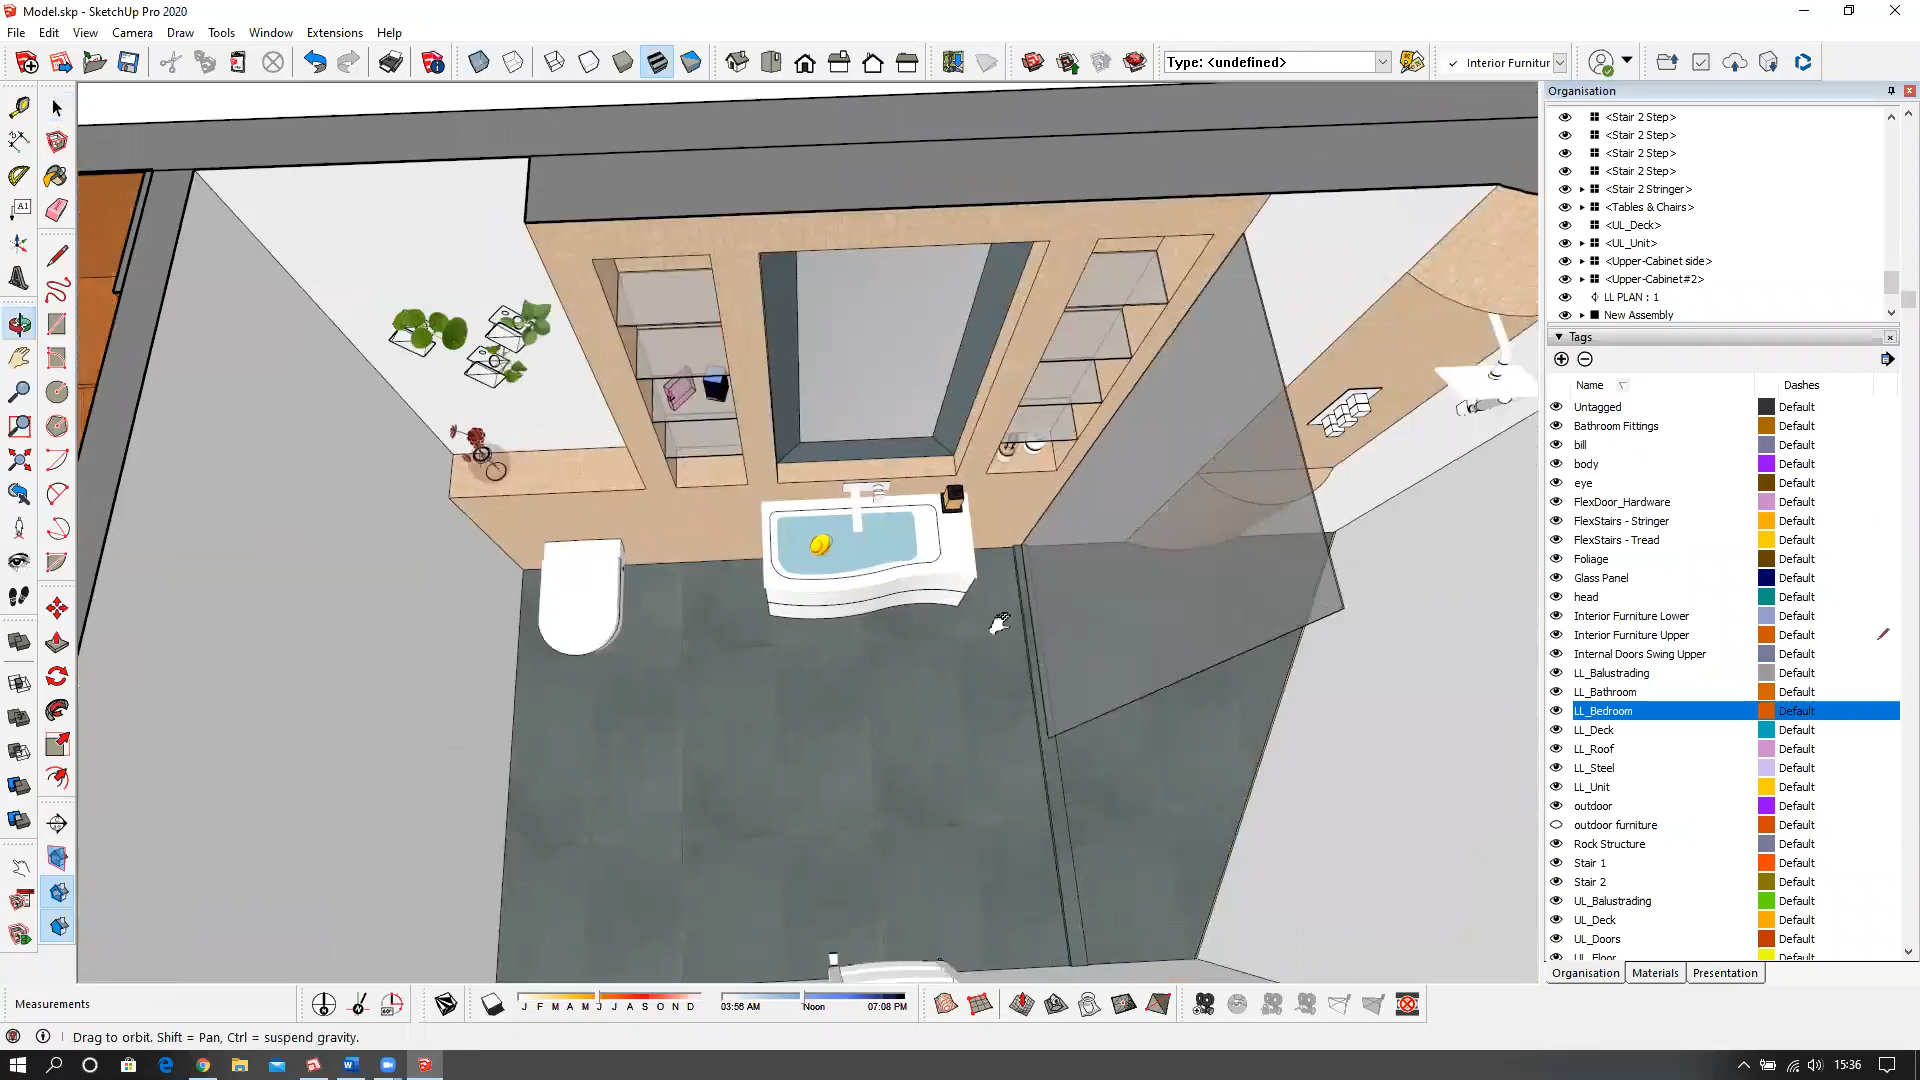 Model.skp - SketchUp Pro 2020
File Edit View Camera Draw Tools Window Extensions Help
Type: <undefined>
Interior Furnitur
Organisation
<Stair 2 Step>
<Stair 2 Step>
<Stair 2 Step>
<Stair 2 Step>
<Stair 2 Stringer>
<Tables & Chairs>
<UL_Deck>
<UL_Unit>
<Upper-Cabinet side>
<Upper-Cabinet#2>
LL PLAN : 1
New Assembly
Tags
Name Dashes
Untagged Default
Bathroom Fittings Default
bill Default
body Default
eye Default
FlexDoor_Hardware Default
FlexStairs - Stringer Default
FlexStairs - Tread Default
Foliage Default
Glass Panel Default
head Default
Interior Furniture Lower Default
Interior Furniture Upper Default
Internal Doors Swing Upper Default
LL_Balustrading Default
LL_Bathroom Default
LL_Bedroom Default
LL_Deck Default
LL_Roof Default
LL_Steel Default
LL_Unit Default
outdoor Default
outdoor furniture Default
Rock Structure Default
Stair 1 Default
Stair 2 Default
UL_Balustrading Default
UL_Deck Default
UL_Doors Default
UL_Floor Default
Organisation Materials Presentation
A1
Measurements
60°
J F M A M J J A S O N D
03:56 AM Noon 07:08 PM
Drag to orbit. Shift = Pan, Ctrl = suspend gravity.
15:36